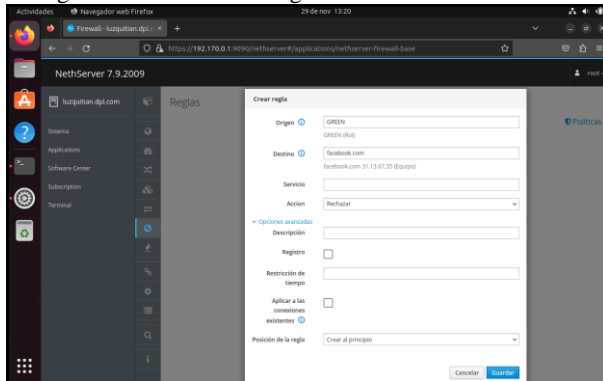 Actividades
Navegador web Firefox
29 de nov 13:20
Firewall - luzquitian.dpl.c
https://192.170.0.1:9090/nethserver#/applications/nethserver-firewall-base
NethServer 7.9.2009
root
luzquitian.dpl.com
Sistema
Applications
Software Center
Subscription
Terminal
Reglas
Políticas
Crear regla
Origen
GREEN
GREEN (Rol)
Destino
facebook.com
facebook.com 31.13.67.35 (Equipo)
Servicio
Accion
Rechazar
Opciones avanzadas
Descripción
Registro
Restricción de
tiempo
Aplicar a las
conexiones
existentes
Posición de la regla
Crear al principio
Cancelar
Guardar